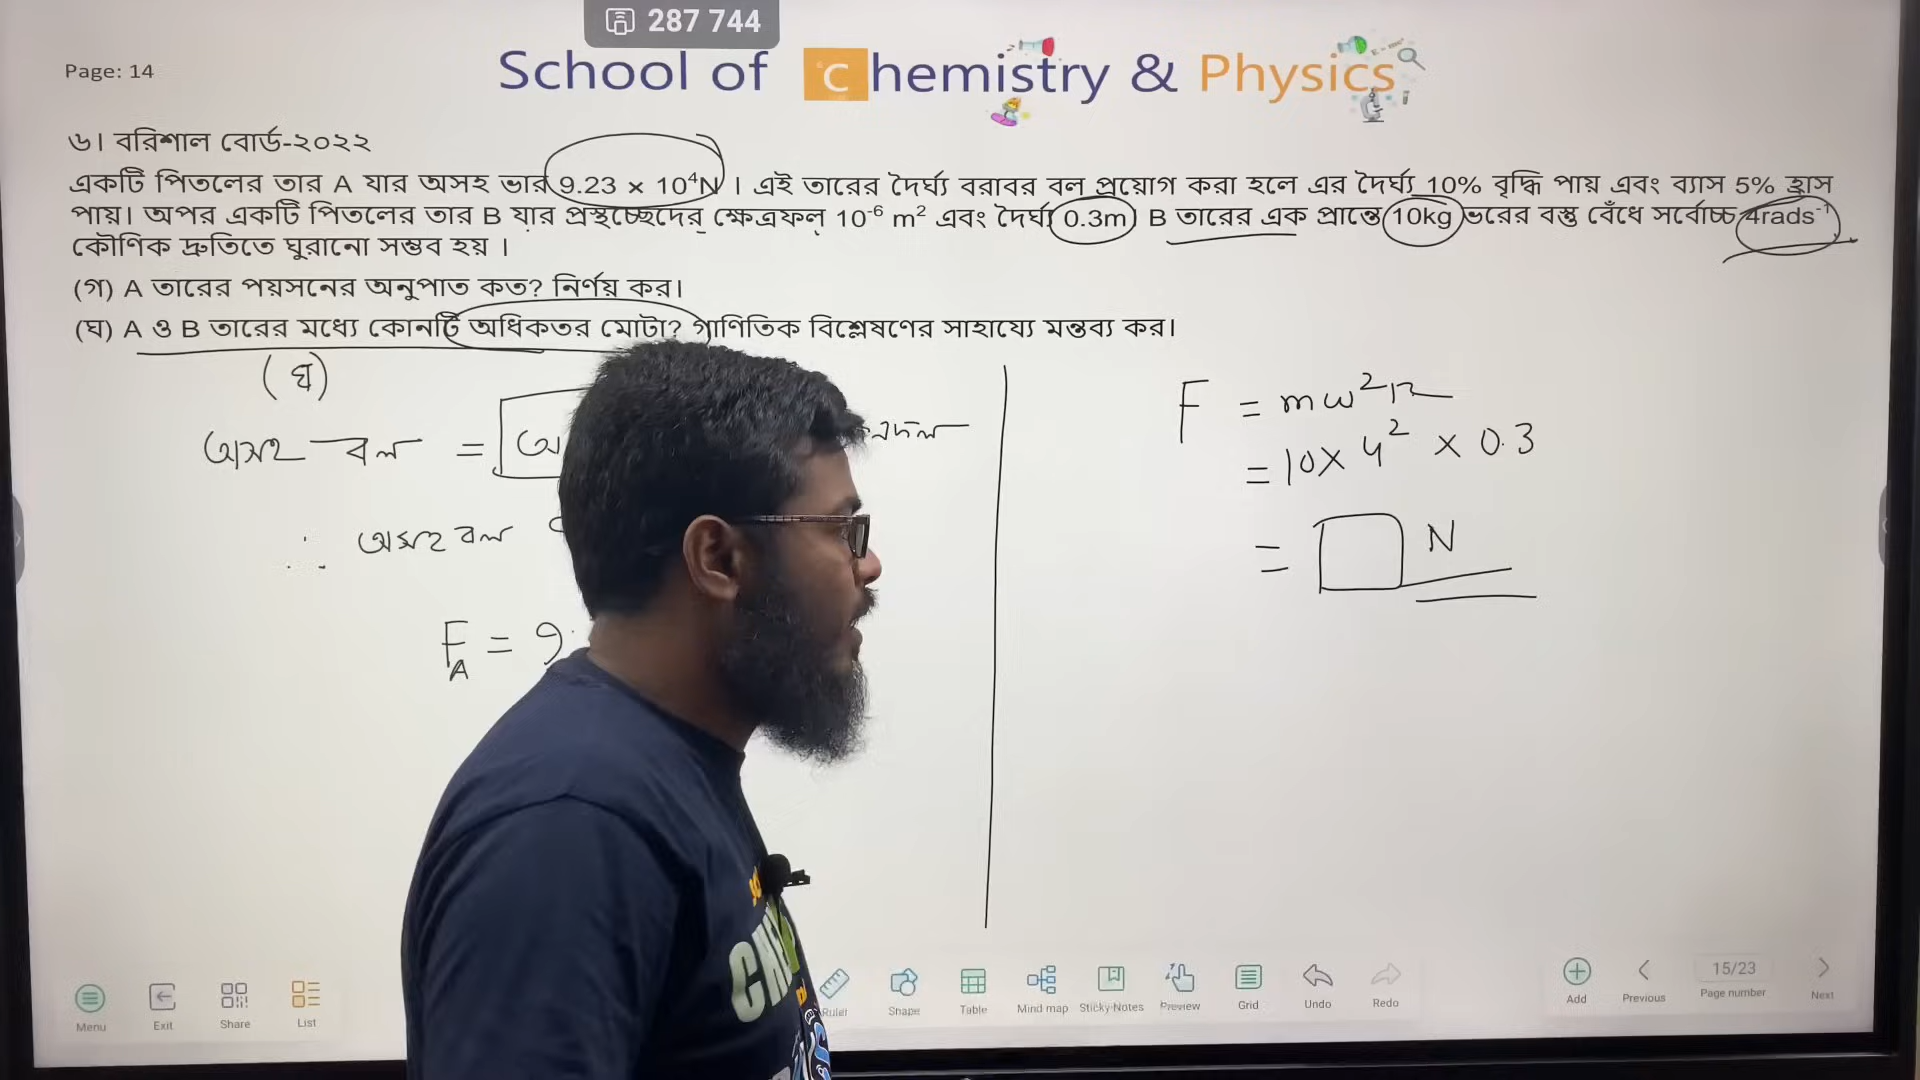 287 744
Page: 14
School of Chemistry & Physics
৬। বরিশাল বোর্ড-২০২২
একটি পিতলের তার A যার অসহ ভার 9.23 × 10⁴N । এই তারের দৈর্ঘ্য বরাবর বল প্রয়োগ করা হলে এর দৈর্ঘ্য 10% বৃদ্ধি পায় এবং ব্যাস 5% হ্রাস
পায়। অপর একটি পিতলের তার B যার প্রস্থচ্ছেদের ক্ষেত্রফল 10⁻⁶ m² এবং দৈর্ঘ্য 0.3m B তারের এক প্রান্তে 10kg ভরের বস্তু বেঁধে সর্বোচ্চ 4rads⁻¹
কৌণিক দ্রুতিতে ঘুরানো সম্ভব হয় ।
(গ) A তারের পয়সনের অনুপাত কত? নির্ণয় কর।
(ঘ) A ও B তারের মধ্যে কোনটি অধিকতর মোটা? গাণিতিক বিশ্লেষণের সাহায্যে মন্তব্য কর।
(ঘ)
অসহ বল = অ
∴ অসহ বল
F_A = 9.
F = mω²r
= 10 × 4² × 0.3
= N
Menu
Exit
Share
List
Ruler
Shape
Table
Mind map
Sticky Notes
Preview
Grid
Undo
Redo
Add
Previous
15/23
Page number
Next